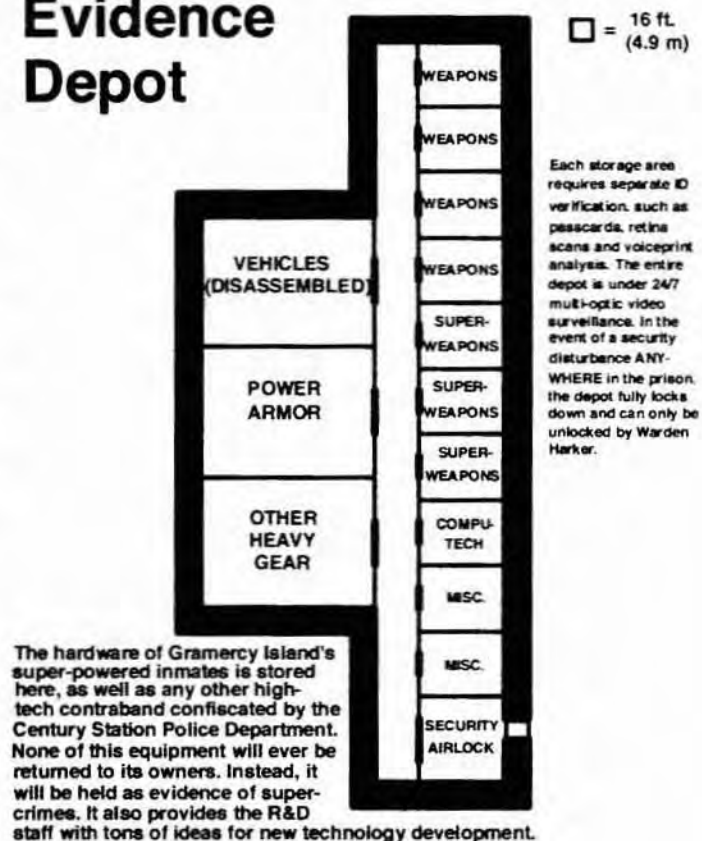 Evidence
Depot
= 16 ft.
(4.9 m)
WEAPONS
WEAPONS
WEAPONS
WEAPONS
SUPER-
WEAPONS
SUPER-
WEAPONS
SUPER-
WEAPONS
COMPU-
TECH
MISC.
MISC.
SECURITY
AIRLOCK
VEHICLES
(DISASSEMBLED)
POWER
ARMOR
OTHER
HEAVY
GEAR
Each storage area
requires separate ID
verification, such as
passcards, retina
scans and voiceprint
analysis. The entire
depot is under 24/7
multi-optic video
surveillance. In the
event of a security
disturbance ANY-
WHERE in the prison,
the depot fully locks
down and can only be
unlocked by Warden
Harker.
The hardware of Gramercy Island's
super-powered inmates is stored
here, as well as any other high-
tech contraband confiscated by the
Century Station Police Department.
None of this equipment will ever be
returned to its owners. Instead, it
will be held as evidence of super-
crimes. It also provides the R&D
staff with tons of ideas for new technology development.